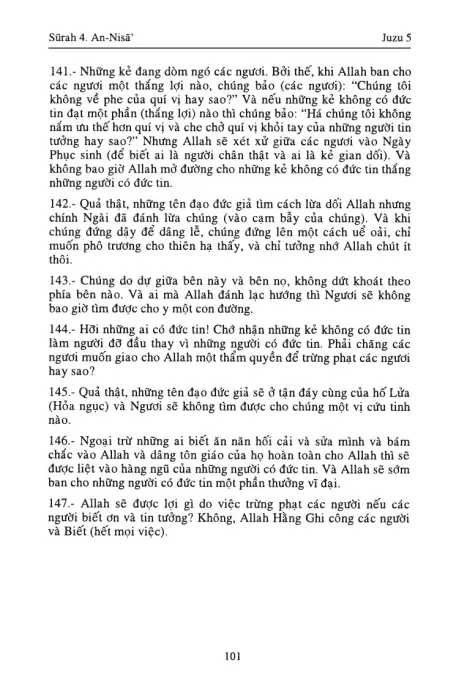 Sūrah 4. An-Nisā’ Juzu 5
141.- Những kẻ đang dòm ngó các ngươi. Bởi thế, khi Allah ban cho
các ngươi một thắng lợi nào, chúng bảo (các ngươi): “Chúng tôi
không về phe của quí vị hay sao?” Và nếu những kẻ không có đức
tin đạt một phần (thắng lợi) nào thì chúng bảo: “Há chúng tôi không
nắm ưu thế hơn quí vị và che chở quí vị khỏi tay của những người tin
tưởng hay sao?” Nhưng Allah sẽ xét xử giữa các ngươi vào Ngày
Phục sinh (để biết ai là người chân thật và ai là kẻ gian dối). Và
không bao giờ Allah mở đường cho những kẻ không có đức tin thắng
những người có đức tin.
142.- Quả thật, những tên đạo đức giả tìm cách lừa dối Allah nhưng
chính Ngài đã đánh lừa chúng (vào cạm bẫy của chúng). Và khi
chúng đứng dậy để dâng lễ, chúng đứng lên một cách uể oải, chỉ
muốn phô trương cho thiên hạ thấy, và chỉ tưởng nhớ Allah chút ít
thôi.
143.- Chúng do dự giữa bên này và bên nọ, không dứt khoát theo
phía bên nào. Và ai mà Allah đánh lạc hướng thì Ngươi sẽ không
bao giờ tìm được cho y một con đường.
144.- Hỡi những ai có đức tin! Chớ nhận những kẻ không có đức tin
làm người đỡ đầu thay vì những người có đức tin. Phải chăng các
ngươi muốn giao cho Allah một thẩm quyền để trừng phạt các ngươi
hay sao?
145.- Quả thật, những tên đạo đức giả sẽ ở tận đáy cùng của hố Lửa
(Hỏa ngục) và Ngươi sẽ không tìm được cho chúng một vị cứu tinh
nào.
146.- Ngoại trừ những ai biết ăn năn hối cải và sửa mình và bám
chắc vào Allah và dâng tôn giáo của họ hoàn toàn cho Allah thì sẽ
được liệt vào hàng ngũ của những người có đức tin. Và Allah sẽ sớm
ban cho những người có đức tin một phần thưởng vĩ đại.
147.- Allah sẽ được lợi gì do việc trừng phạt các người nếu các
người biết ơn và tin tưởng? Không, Allah Hằng Ghi công các người
và Biết (hết mọi việc).
101